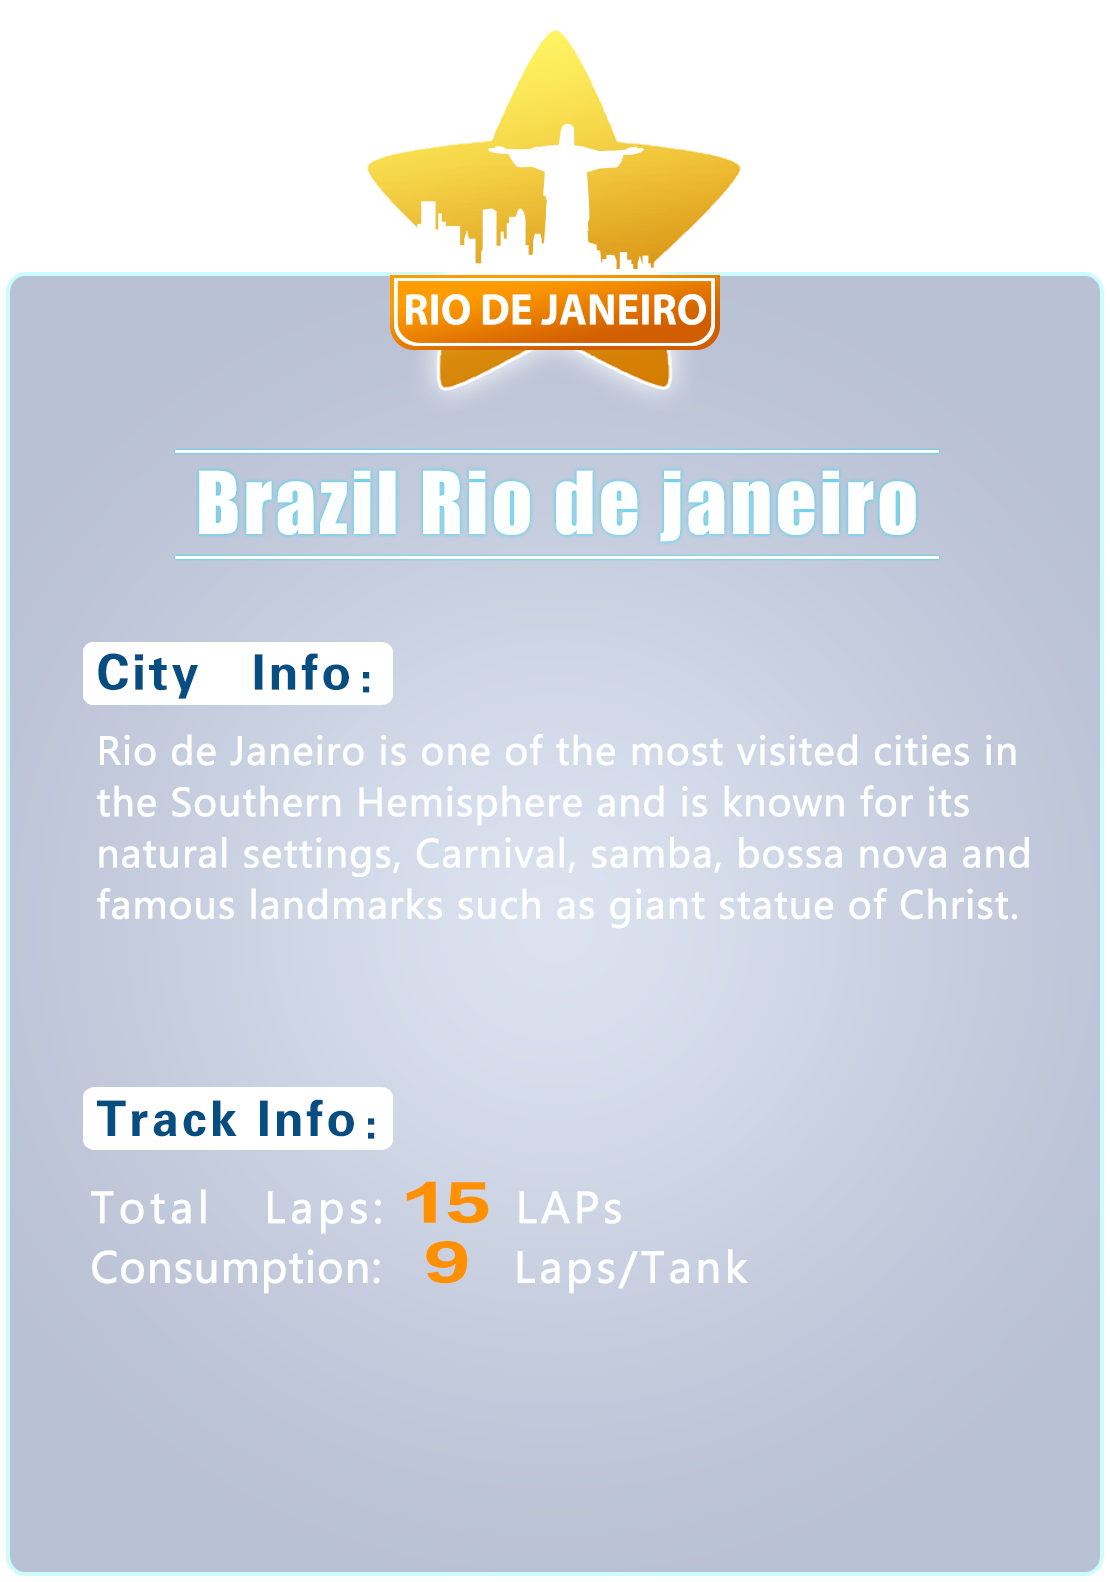 RIO DE JANEIRO
Brazil Rio de janeiro
City Info:
Rio de Janeiro is one of the most visited cities in
the Southern Hemisphere and is known for its
natural settings, Carnival, samba, bossa nova and
famous landmarks such as giant statue of Christ.
Track Info:
Total Laps: 15 LAPs
Consumption: 9 Laps/Tank